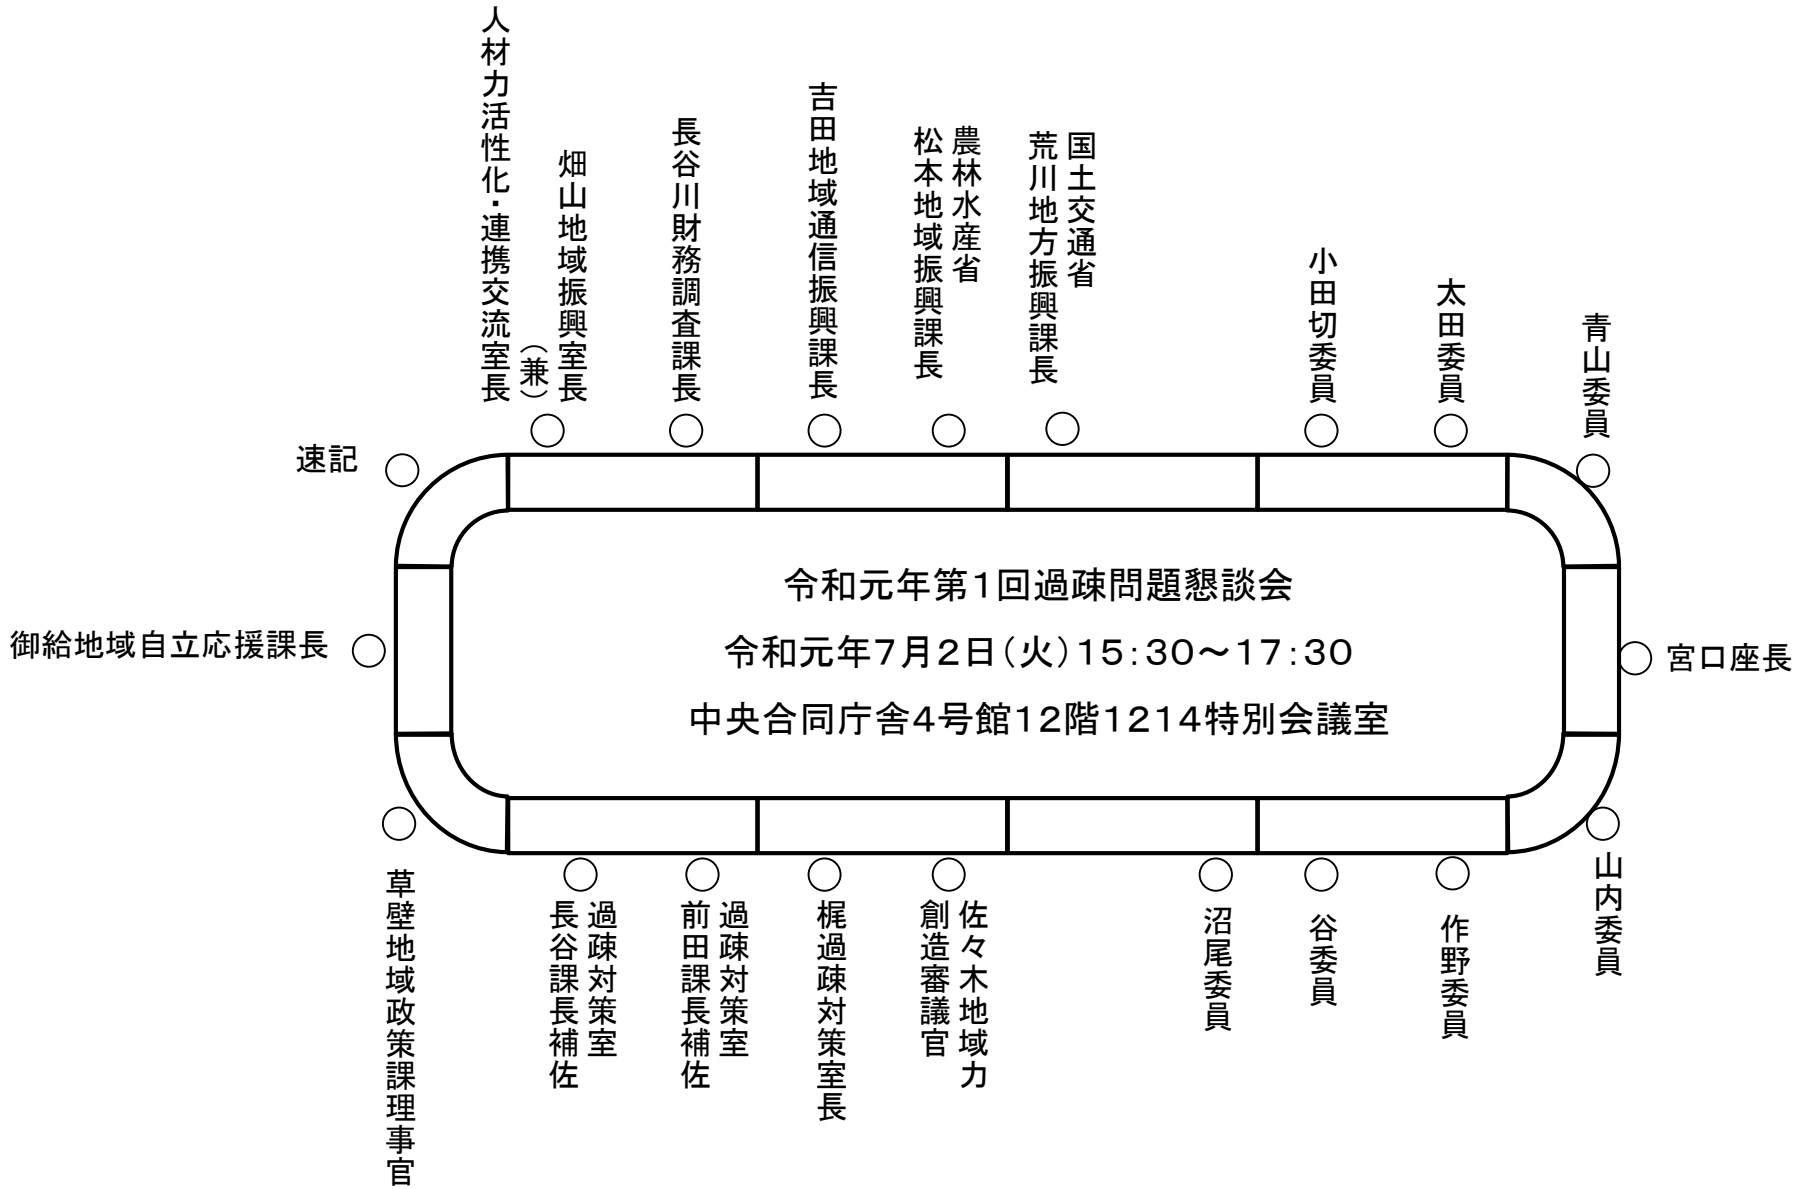 畑山地域振興室長
（兼）
人材力活性化・連携交流室長
長谷川財務調査課長
吉田地域通信振興課長
農林水産省
松本地域振興課長
国土交通省
荒川地方振興課長
小田切委員
太田委員
青山委員
速記
御給地域自立応援課長
令和元年第１回過疎問題懇談会
令和元年７月２日（火）１５：３０～１７：３０
中央合同庁舎４号館１２階１２１４特別会議室
宮口座長
草壁地域政策課理事官
過疎対策室
長谷課長補佐
過疎対策室
前田課長補佐
梶過疎対策室長
佐々木地域力
創造審議官
沼尾委員
谷委員
作野委員
山内委員